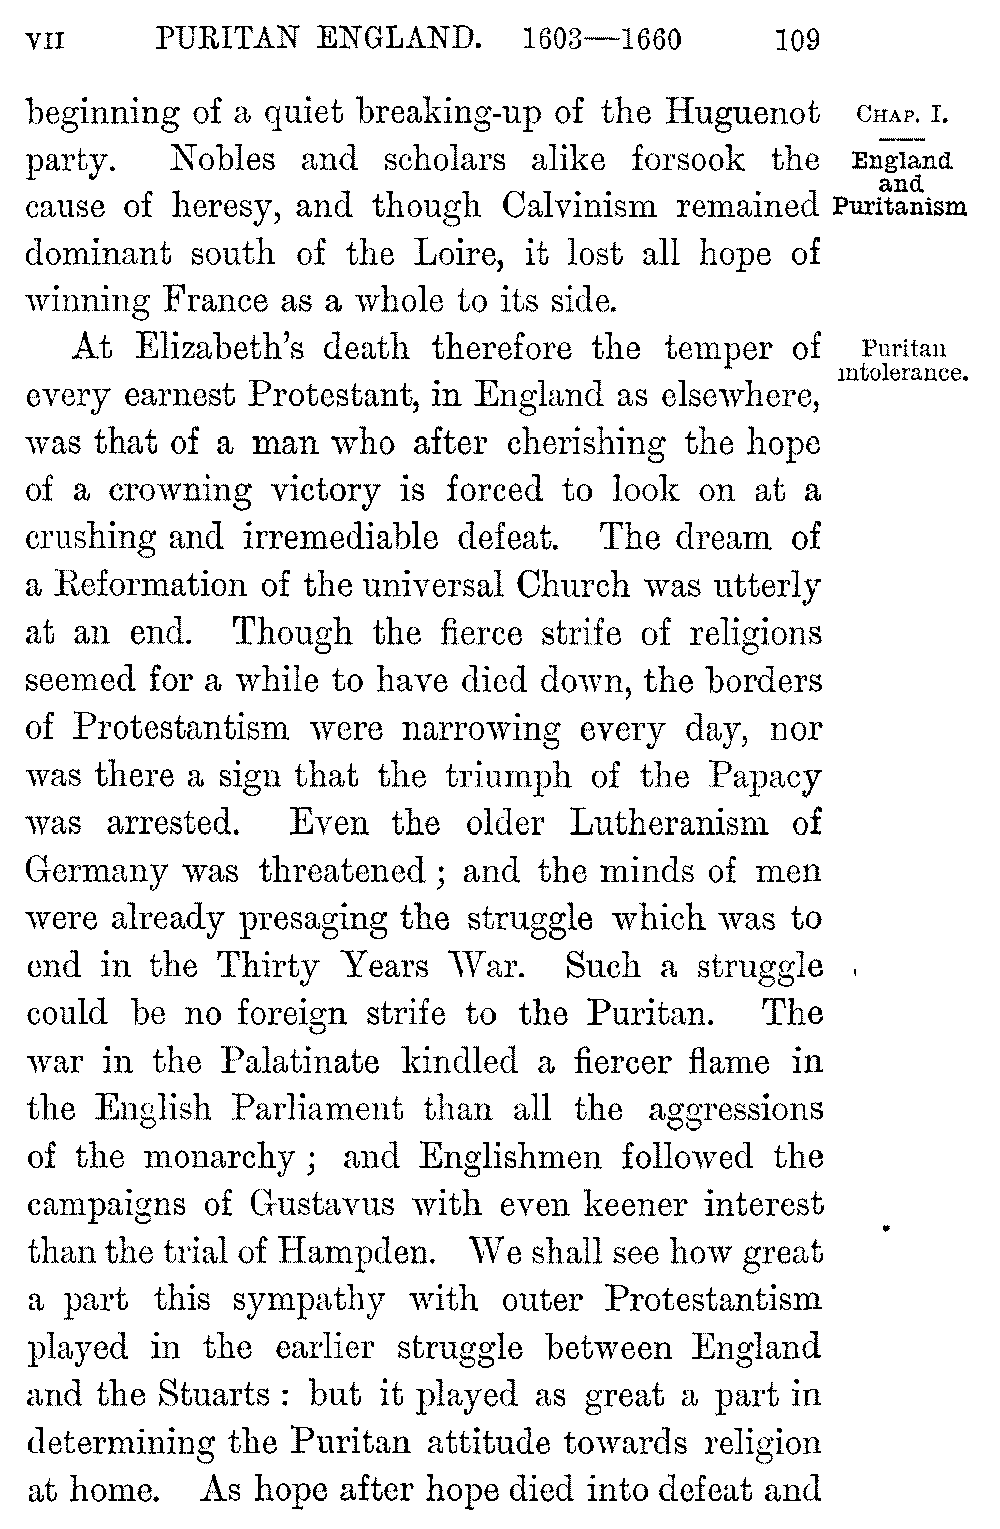 VII PURITAN ENGLAND. 1603—1660 109
beginning of a quiet breaking-up of the Huguenot
party. Nobles and scholars alike forsook the
cause of heresy, and though Calvinism remained
dominant south of the Loire, it lost all hope of
winning France as a whole to its side.
At Elizabeth's death therefore the temper of
every earnest Protestant, in England as elsewhere,
was that of a man who after cherishing the hope
of a crowning victory is forced to look on at a
crushing and irremediable defeat. The dream of
a Reformation of the universal Church was utterly
at an end. Though the fierce strife of religions
seemed for a while to have died down, the borders
of Protestantism were narrowing every day, nor
was there a sign that the triumph of the Papacy
was arrested. Even the older Lutheranism of
Germany was threatened ; and the minds of men
were already presaging the struggle which was to
end in the Thirty Years War. Such a struggle
could be no foreign strife to the Puritan. The
war in the Palatinate kindled a fiercer flame in
the English Parliament than all the aggressions
of the monarchy ; and Englishmen followed the
campaigns of Gustavus with even keener interest
than the trial of Hampden. We shall see how great
a part this sympathy with outer Protestantism
played in the earlier struggle between England
and the Stuarts : but it played as great a part in
determining the Puritan attitude towards religion
at home. As hope after hope died into defeat and
CHAP. I.
England
and
Puritanism
Puritan
intolerance.